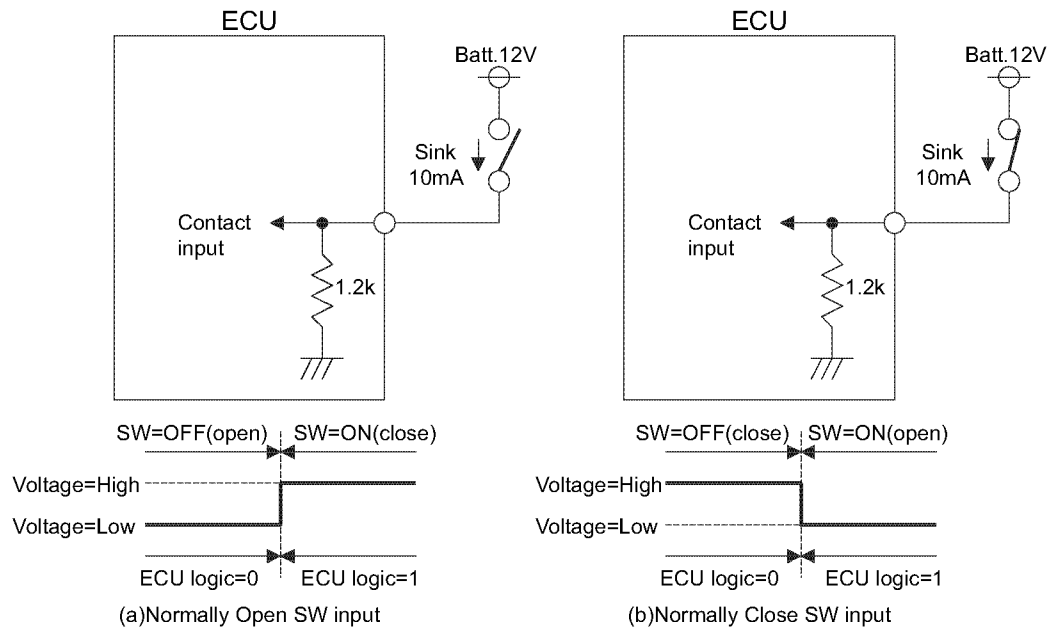 ECU
Batt.12V
Sink
10mA
Contact
input
1.2k
SW=OFF(open) SW=ON(close)
Voltage=High
Voltage=Low
ECU logic=0 ECU logic=1
(a)Normally Open SW input
ECU
Batt.12V
Sink
10mA
Contact
input
1.2k
SW=OFF(close) SW=ON(open)
Voltage=High
Voltage=Low
ECU logic=0 ECU logic=1
(b)Normally Close SW input